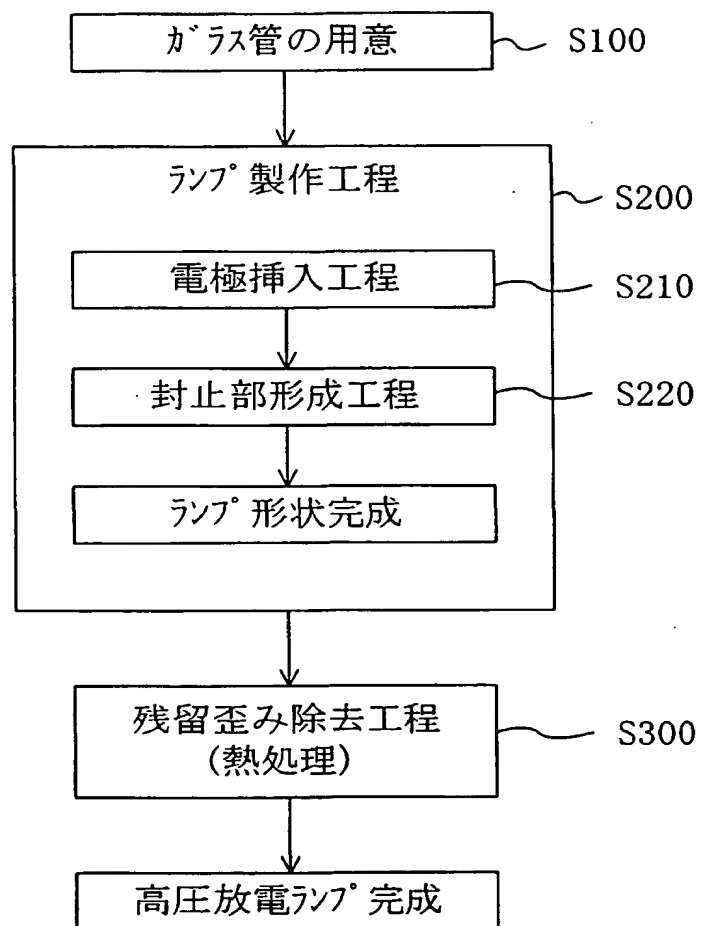 ｶﾞﾗｽ管の用意 S100
ﾗﾝﾌﾟ製作工程 S200
電極挿入工程 S210
封止部形成工程 S220
ﾗﾝﾌﾟ形状完成
残留歪み除去工程 S300
(熱処理)
高圧放電ﾗﾝﾌﾟ完成